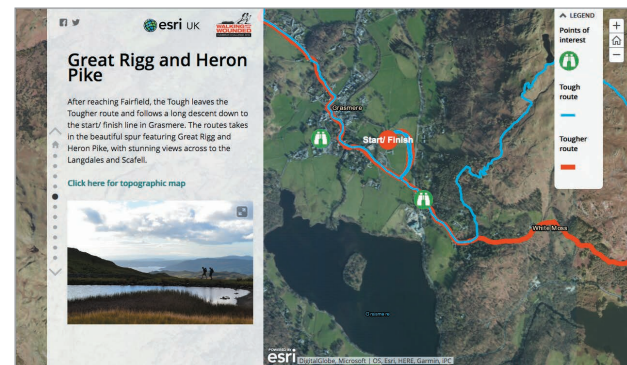 esri UK
WALKING WITH THE
WOUNDED
Great Rigg and Heron
Pike
After reaching Fairfield, the Tough leaves the
Tougher route and follows a long descent down to
the start/ finish line in Grasmere. The routes takes
in the beautiful spur featuring Great Rigg and
Heron Pike, with stunning views across to the
Langdales and Scafell.
Click here for topographic map
Grasmere
Start/ Finish
White Moss
Grasmere
LEGEND
Points of
interest
Tough
route
Tougher
route
POWERED BY
esri
DigitalGlobe, Microsoft | OS, Esri, HERE, Garmin, iPC